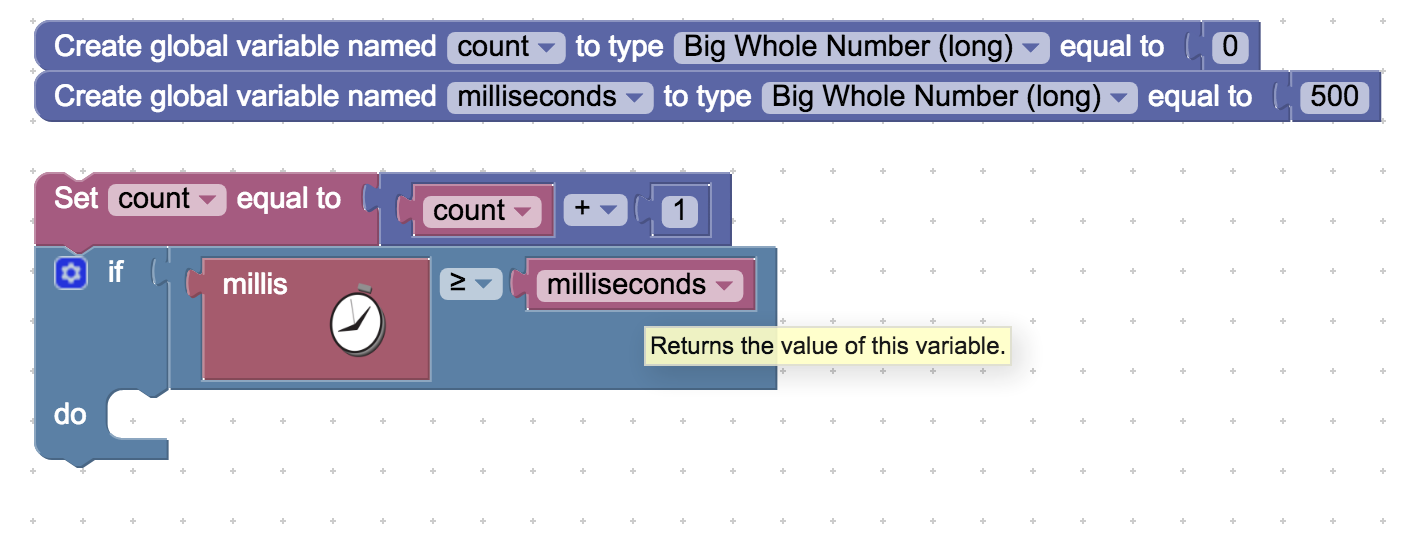 Create global variable named count to type Big Whole Number (long) equal to 0
Create global variable named milliseconds to type Big Whole Number (long) equal to 500
Set count equal to count + 1
if millis ≥ milliseconds
Returns the value of this variable.
do